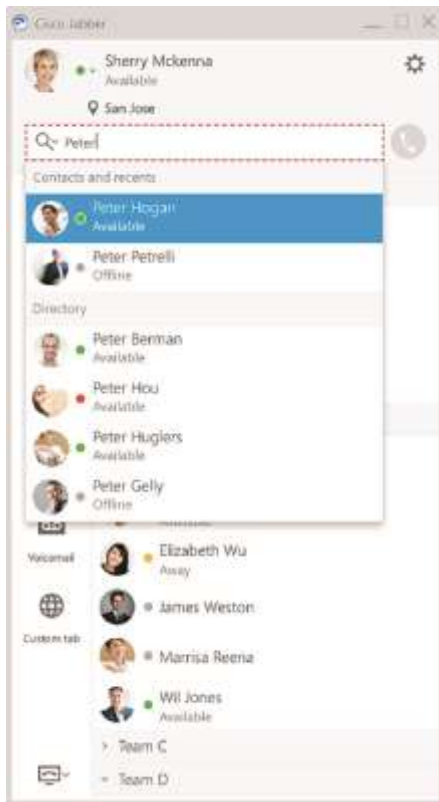 Cisco Jabber
Sherry Mckenna
Available
San Jose
Peter
Contacts and recents
Peter Hogan
Available
Peter Petrelli
Offline
Directory
Peter Berman
Available
Peter Hou
Available
Peter Huglers
Available
Peter Gelly
Offline
Voicemail
Elizabeth Wu
Away
Custom tab
James Weston
Marrisa Reena
Wil Jones
Available
Team C
Team D